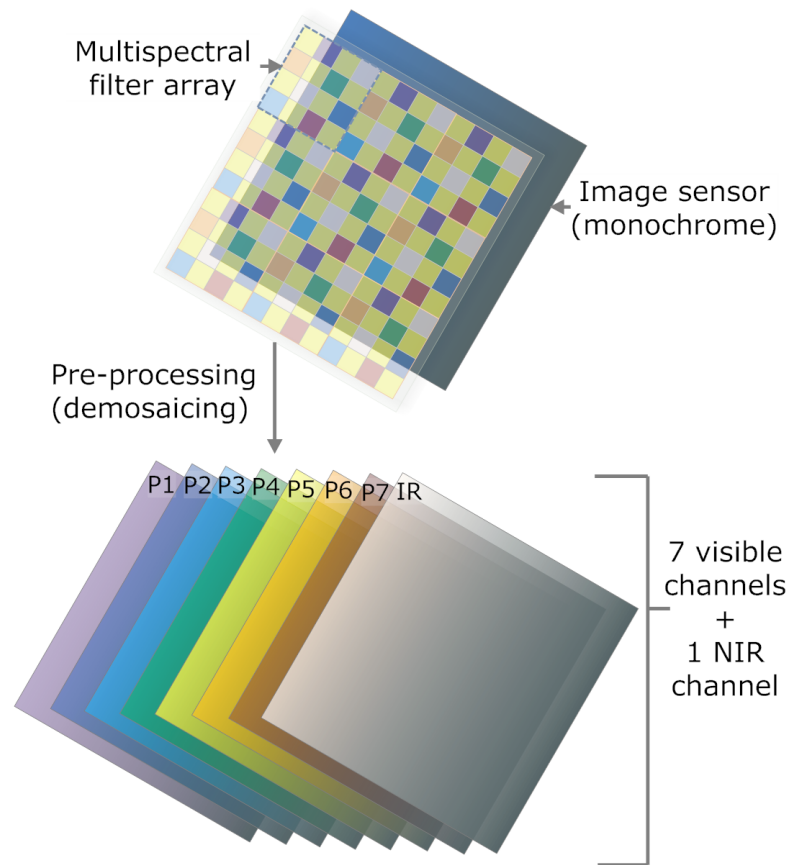 Multispectral
filter array
Image sensor
(monochrome)
Pre-processing
(demosaicing)
P1 P2 P3 P4 P5 P6 P7 IR
7 visible
channels
+
1 NIR
channel